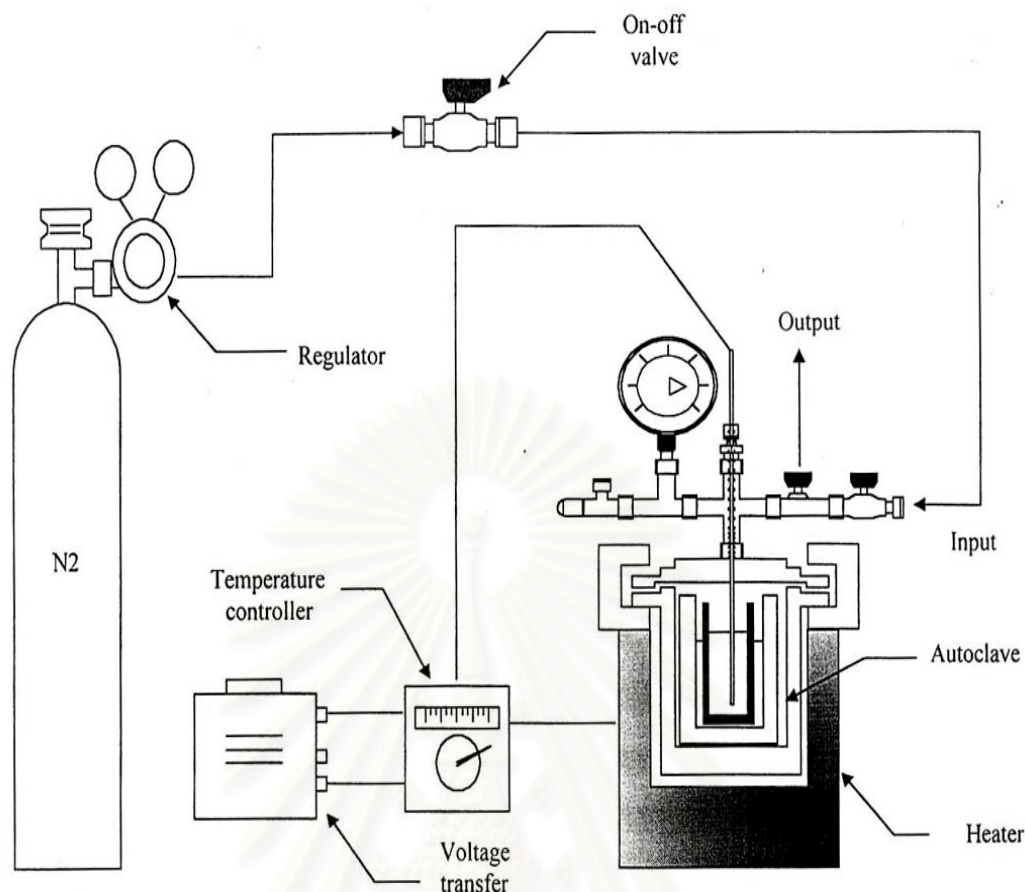 On-off
valve
Regulator
Output
N2
Input
Temperature
controller
Autoclave
Voltage
transfer
Heater